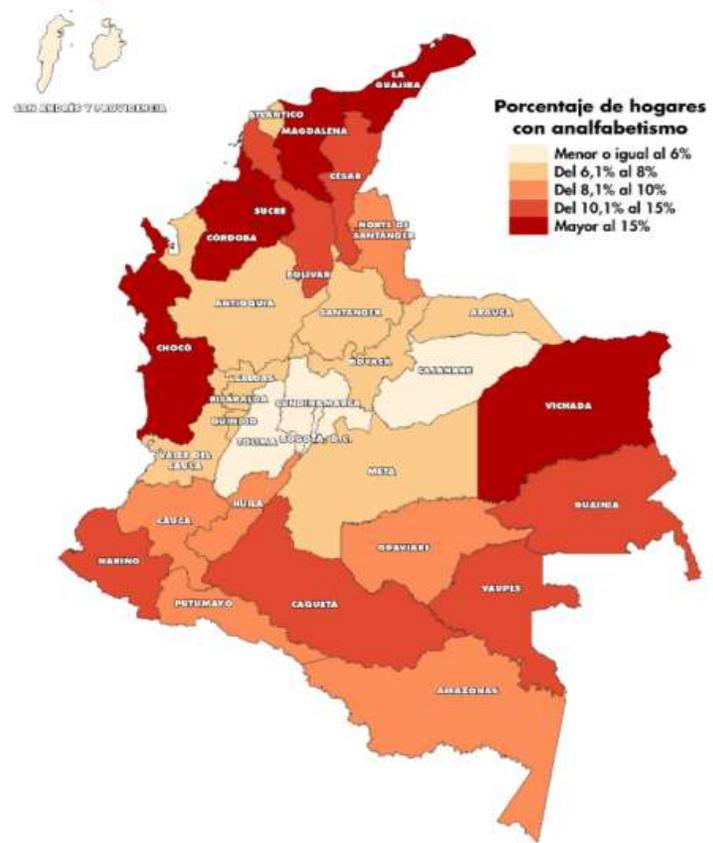 SAN ANDRÉS Y PROVIDENCIA
LA
GUAJIRA
Porcentaje de hogares
con analfabetismo
Menor o igual al 6%
Del 6,1% al 8%
Del 8,1% al 10%
Del 10,1% al 15%
Mayor al 15%
ATLÁNTICO
MAGDALENA
CESAR
SUCRE
NORTE DE
SANTANDER
CÓRDOBA
BOLÍVAR
ANTIOQUIA
SANTANDER
ARAUCA
CHOCÓ
BOYACÁ
CASANARE
CALDAS
RISARALDA
CUNDINAMARCA
VICHADA
QUINDÍO
TOLIMA
BOGOTÁ, D.C.
VALLE DEL
CAUCA
META
HUILA
GUAINÍA
CAUCA
GUAVIARE
NARIÑO
VAUPÉS
PUTUMAYO
CAQUETÁ
AMAZONAS